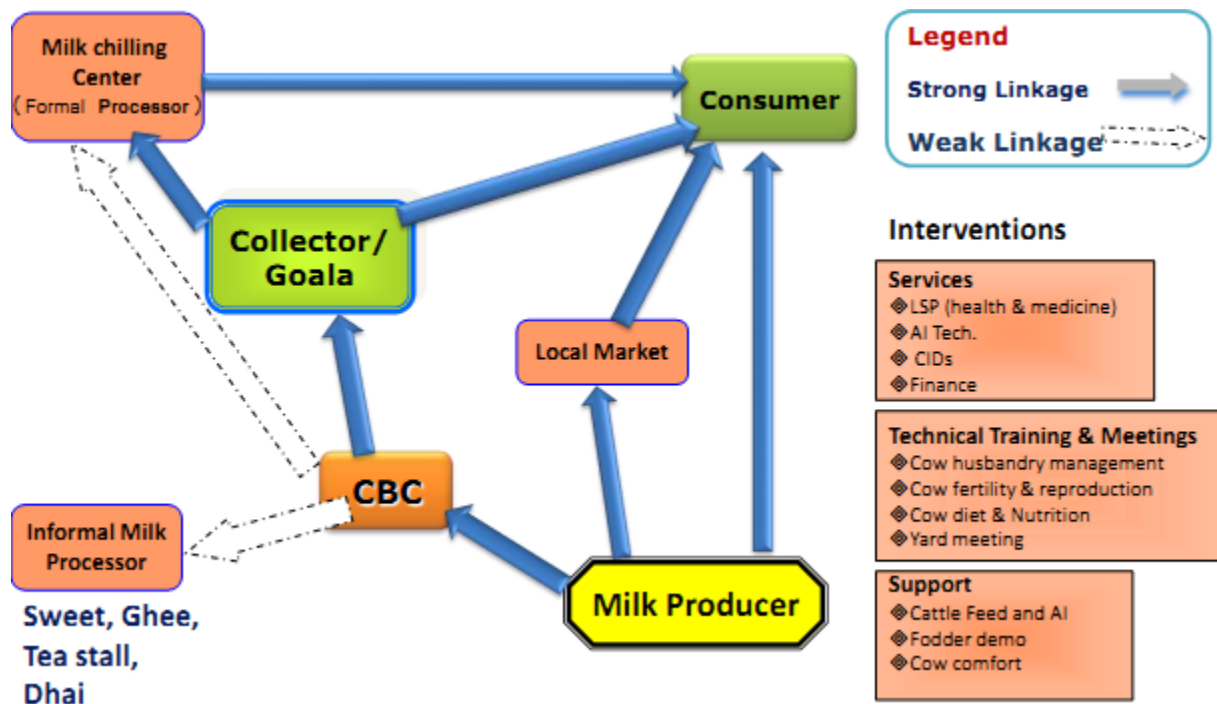 Milk chilling
Center
( Formal Processor )
Consumer
Legend
Strong Linkage
Weak Linkage
Collector/
Goala
Local Market
CBC
Informal Milk
Processor
Milk Producer
Sweet, Ghee,
Tea stall,
Dhai
Interventions
Services
LSP (health & medicine)
AI Tech.
CIDs
Finance
Technical Training & Meetings
Cow husbandry management
Cow fertility & reproduction
Cow diet & Nutrition
Yard meeting
Support
Cattle Feed and AI
Fodder demo
Cow comfort